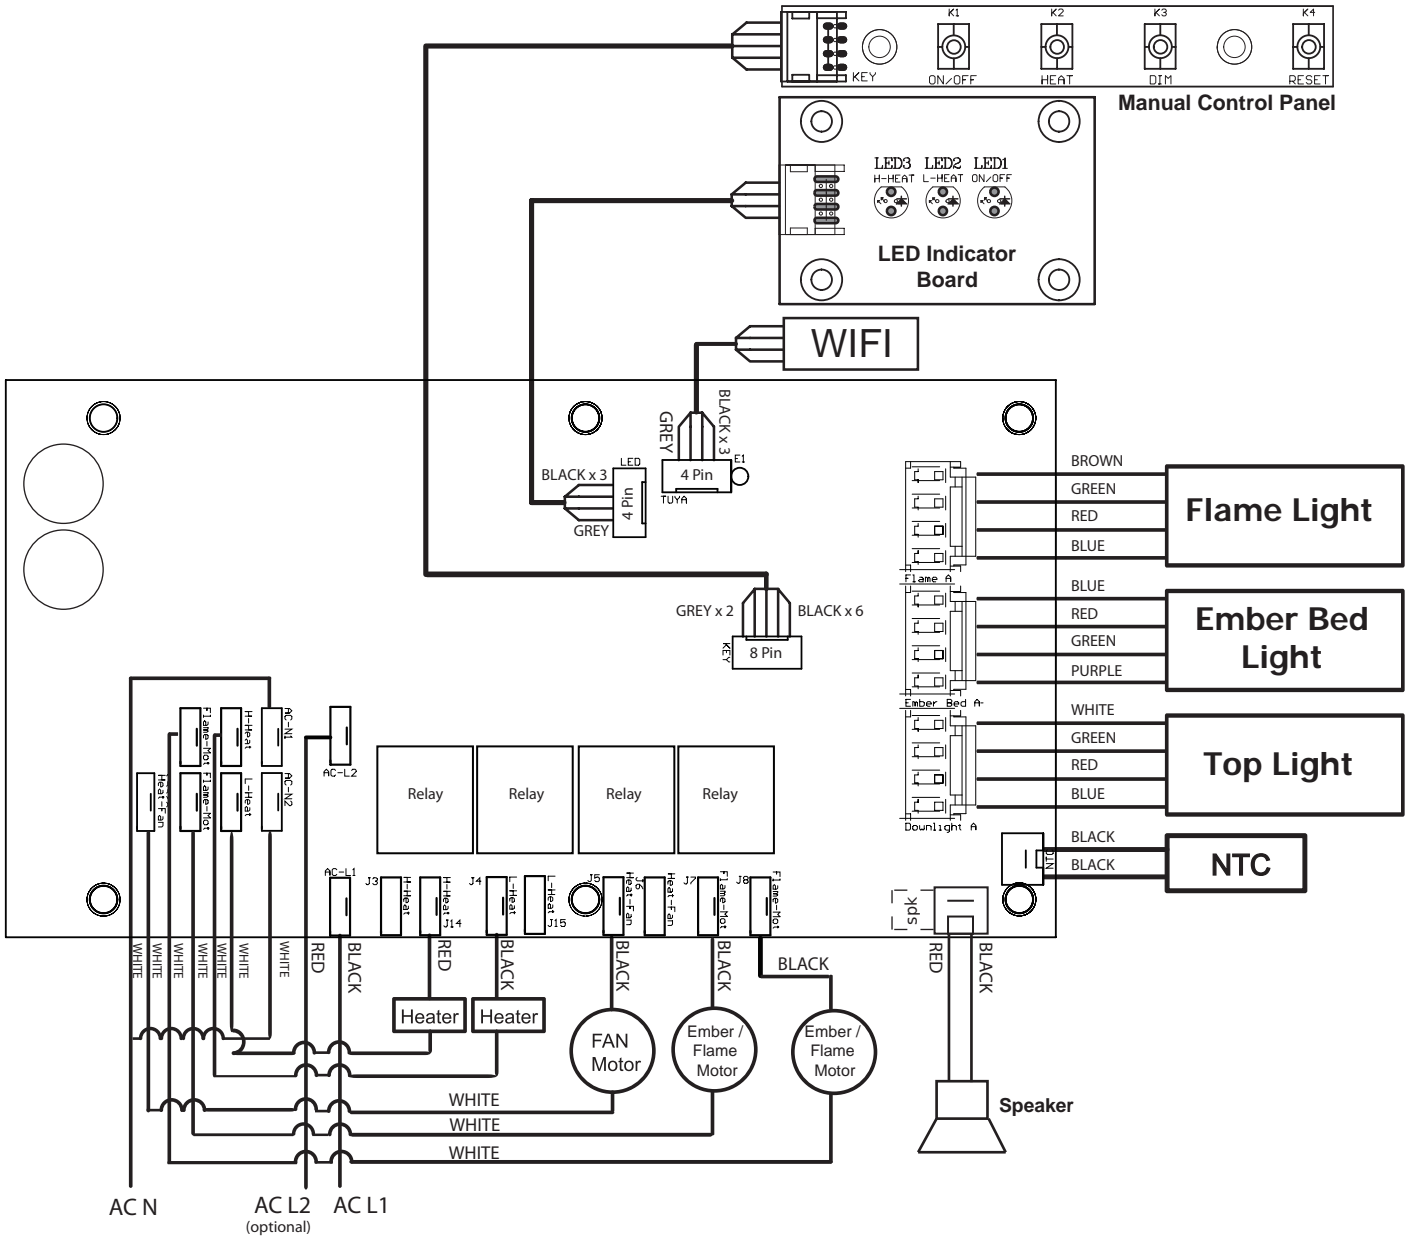 K1
K2
K3
K4
KEY
ON/OFF
HEAT
DIM
RESET
Manual Control Panel
LED3
LED2
LED1
H-HEAT
L-HEAT
ON/OFF
LED Indicator
Board
WIFI
GREY
BLACK x 3
4 Pin
E1
TUYA
BLACK x 3
LED
4 Pin
GREY
BROWN
GREEN
RED
BLUE
Flame Light
Flame A
BLUE
RED
GREEN
PURPLE
Ember Bed
Light
Ember Bed A-
GREY x 2
BLACK x 6
KEY
8 Pin
WHITE
GREEN
RED
BLUE
Top Light
Downlight A
BLACK
BLACK
NTC
NTC
Flame-Mot
H-Heat
AC-N1
AC-L2
Heat-Fan
Flame-Mot
L-Heat
AC-N2
Relay
Relay
Relay
Relay
AC-L1
J3
H-Heat
H-Heat
J14
J4
L-Heat
L-Heat
J15
J5
Heat-Fan
J6
Heat-Fan
J7
Flame-Mot
J8
Flame-Mot
spk
WHITE
WHITE
WHITE
WHITE
WHITE
WHITE
WHITE
RED
BLACK
RED
BLACK
BLACK
BLACK
BLACK
RED
BLACK
Heater
Heater
FAN
Motor
Ember /
Flame
Motor
Ember /
Flame
Motor
Speaker
WHITE
WHITE
WHITE
AC N
AC L2
(optional)
AC L1